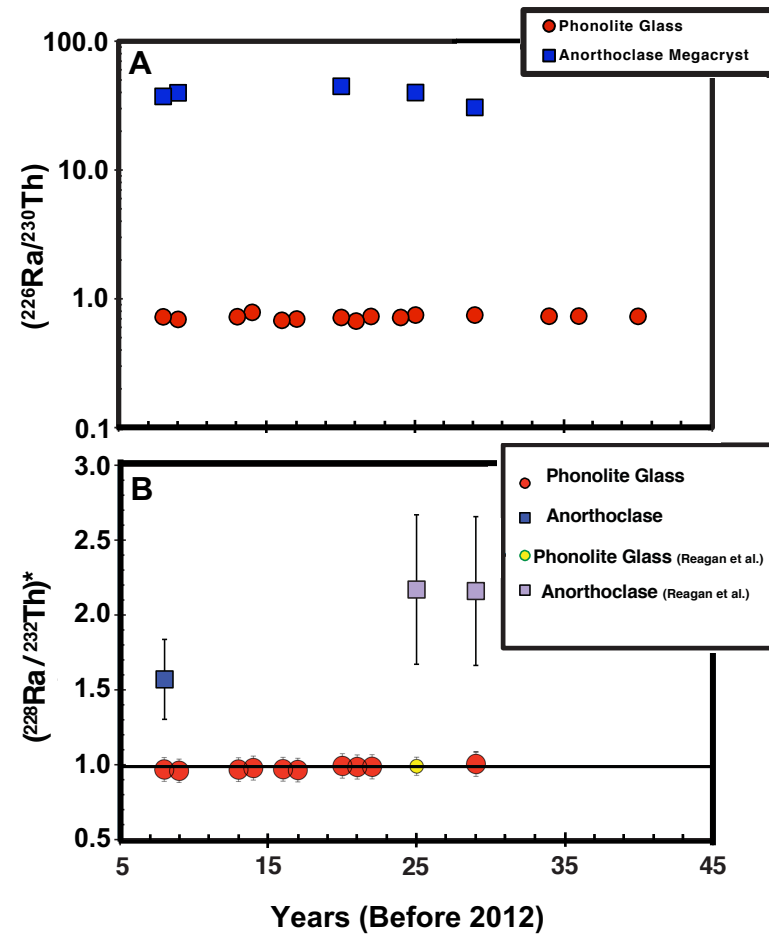 Phonolite Glass
Anorthoclase Megacryst
A
100.0
10.0
1.0
0.1
(²²⁶Ra/²³⁰Th)
B
Phonolite Glass
Anorthoclase
Phonolite Glass (Reagan et al.)
Anorthoclase (Reagan et al.)
3.0
2.5
2.0
1.5
1.0
0.5
(²²⁸Ra/²³²Th)*
5 15 25 35 45
Years (Before 2012)